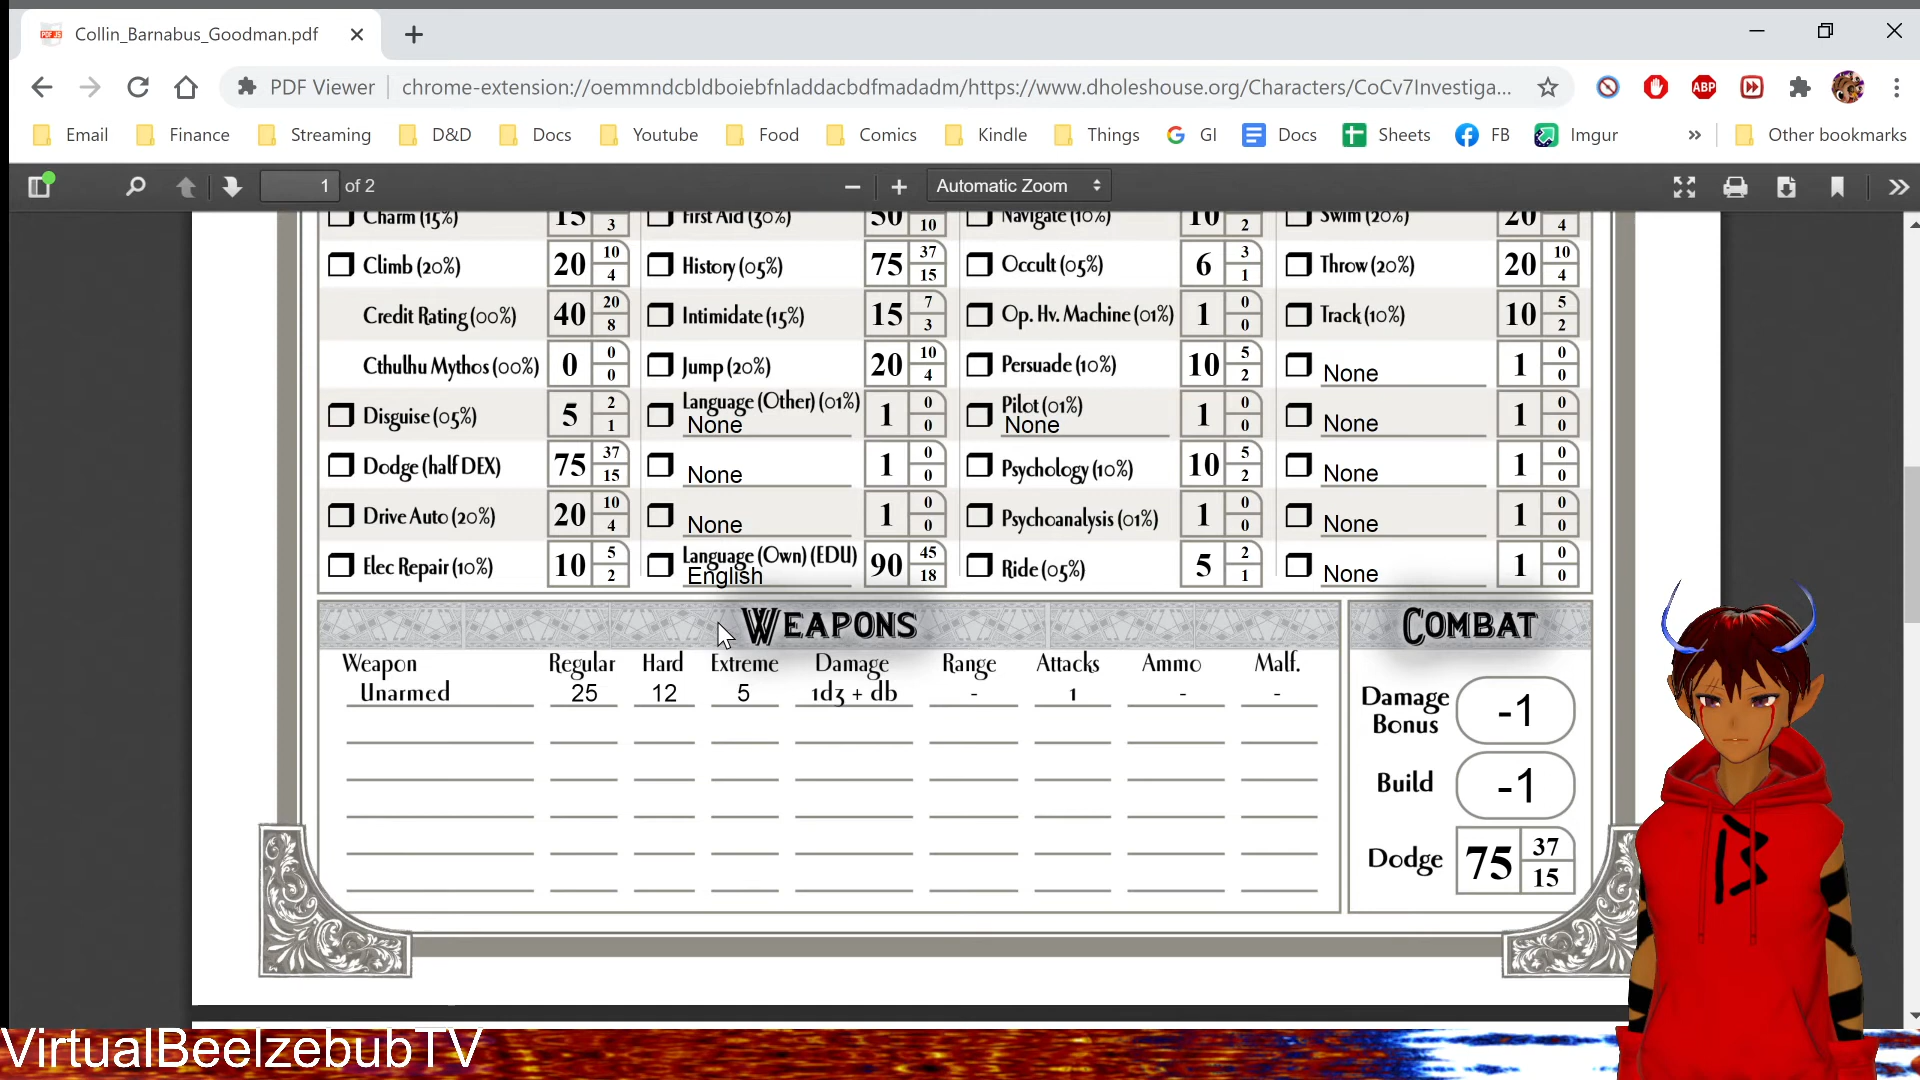 Collin_Barnabus_Goodman.pdf
PDF Viewer chrome-extension://oemmndcbldboiebfnladdacbdfmadadm/https://www.dholeshouse.org/Characters/CoCv7Investiga...
Email Finance Streaming D&D Docs Youtube Food Comics Kindle Things GI Docs Sheets FB Imgur » Other bookmarks
1 of 2 Automatic Zoom
Charm (15%) 15 3 First Aid (30%) 50 10 Navigate (10%) 10 2 Swim (20%) 20 4
Climb (20%) 20 10 4 History (05%) 75 37 15 Occult (05%) 6 3 1 Throw (20%) 20 10 4
Credit Rating (00%) 40 20 8 Intimidate (15%) 15 7 3 Op. Hv. Machine (01%) 1 0 0 Track (10%) 10 5 2
Cthulhu Mythos (00%) 0 0 0 Jump (20%) 20 10 4 Persuade (10%) 10 5 2 None 1 0 0
Disguise (05%) 5 2 1 Language (Other) (01%) None 1 0 0 Pilot (01%) None 1 0 0 None 1 0 0
Dodge (half DEX) 75 37 15 None 1 0 0 Psychology (10%) 10 5 2 None 1 0 0
Drive Auto (20%) 20 10 4 None 1 0 0 Psychoanalysis (01%) 1 0 0 None 1 0 0
Elec Repair (10%) 10 5 2 Language (Own) (EDU) English 90 45 18 Ride (05%) 5 2 1 None 1 0 0
WEAPONS
Weapon Regular Hard Extreme Damage Range Attacks Ammo Malf.
Unarmed 25 12 5 1d3 + db - 1 - -
COMBAT
Damage Bonus -1
Build -1
Dodge 75 37 15
VirtualBeelzebubTV